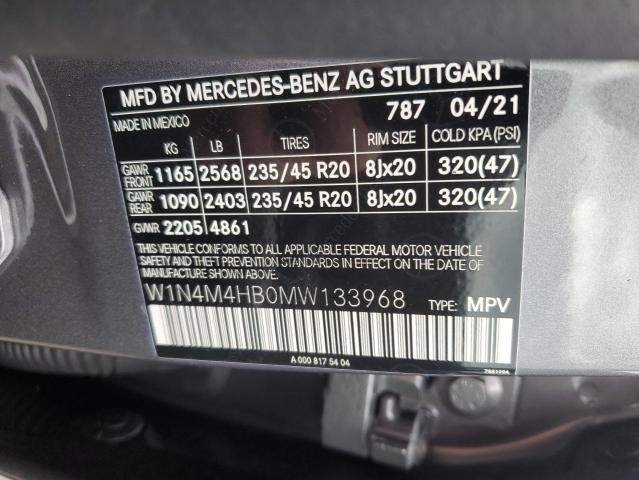 MFD BY MERCEDES-BENZ AG STUTTGART
MADE IN MEXICO 787 04/21
KG LB TIRES RIM SIZE COLD KPA(PSI)
GAWR FRONT 1165 2568 235/45 R20 8Jx20 320(47)
GAWR REAR 1090 2403 235/45 R20 8Jx20 320(47)
GVWR 2205 4861
THIS VEHICLE CONFORMS TO ALL APPLICABLE FEDERAL MOTOR VEHICLE
SAFETY AND THEFT PREVENTION STANDARDS IN EFFECT ON THE DATE
OF MANUFACTURE SHOWN ABOVE.
W1N4M4HB0MW133968 TYPE: MPV
A 000 817 54 04